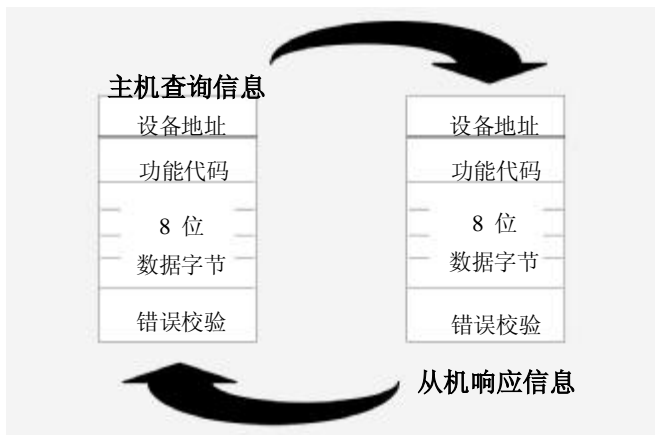 主机查询信息
设备地址
功能代码
8 位
数据字节
错误校验
设备地址
功能代码
8 位
数据字节
错误校验
从机响应信息